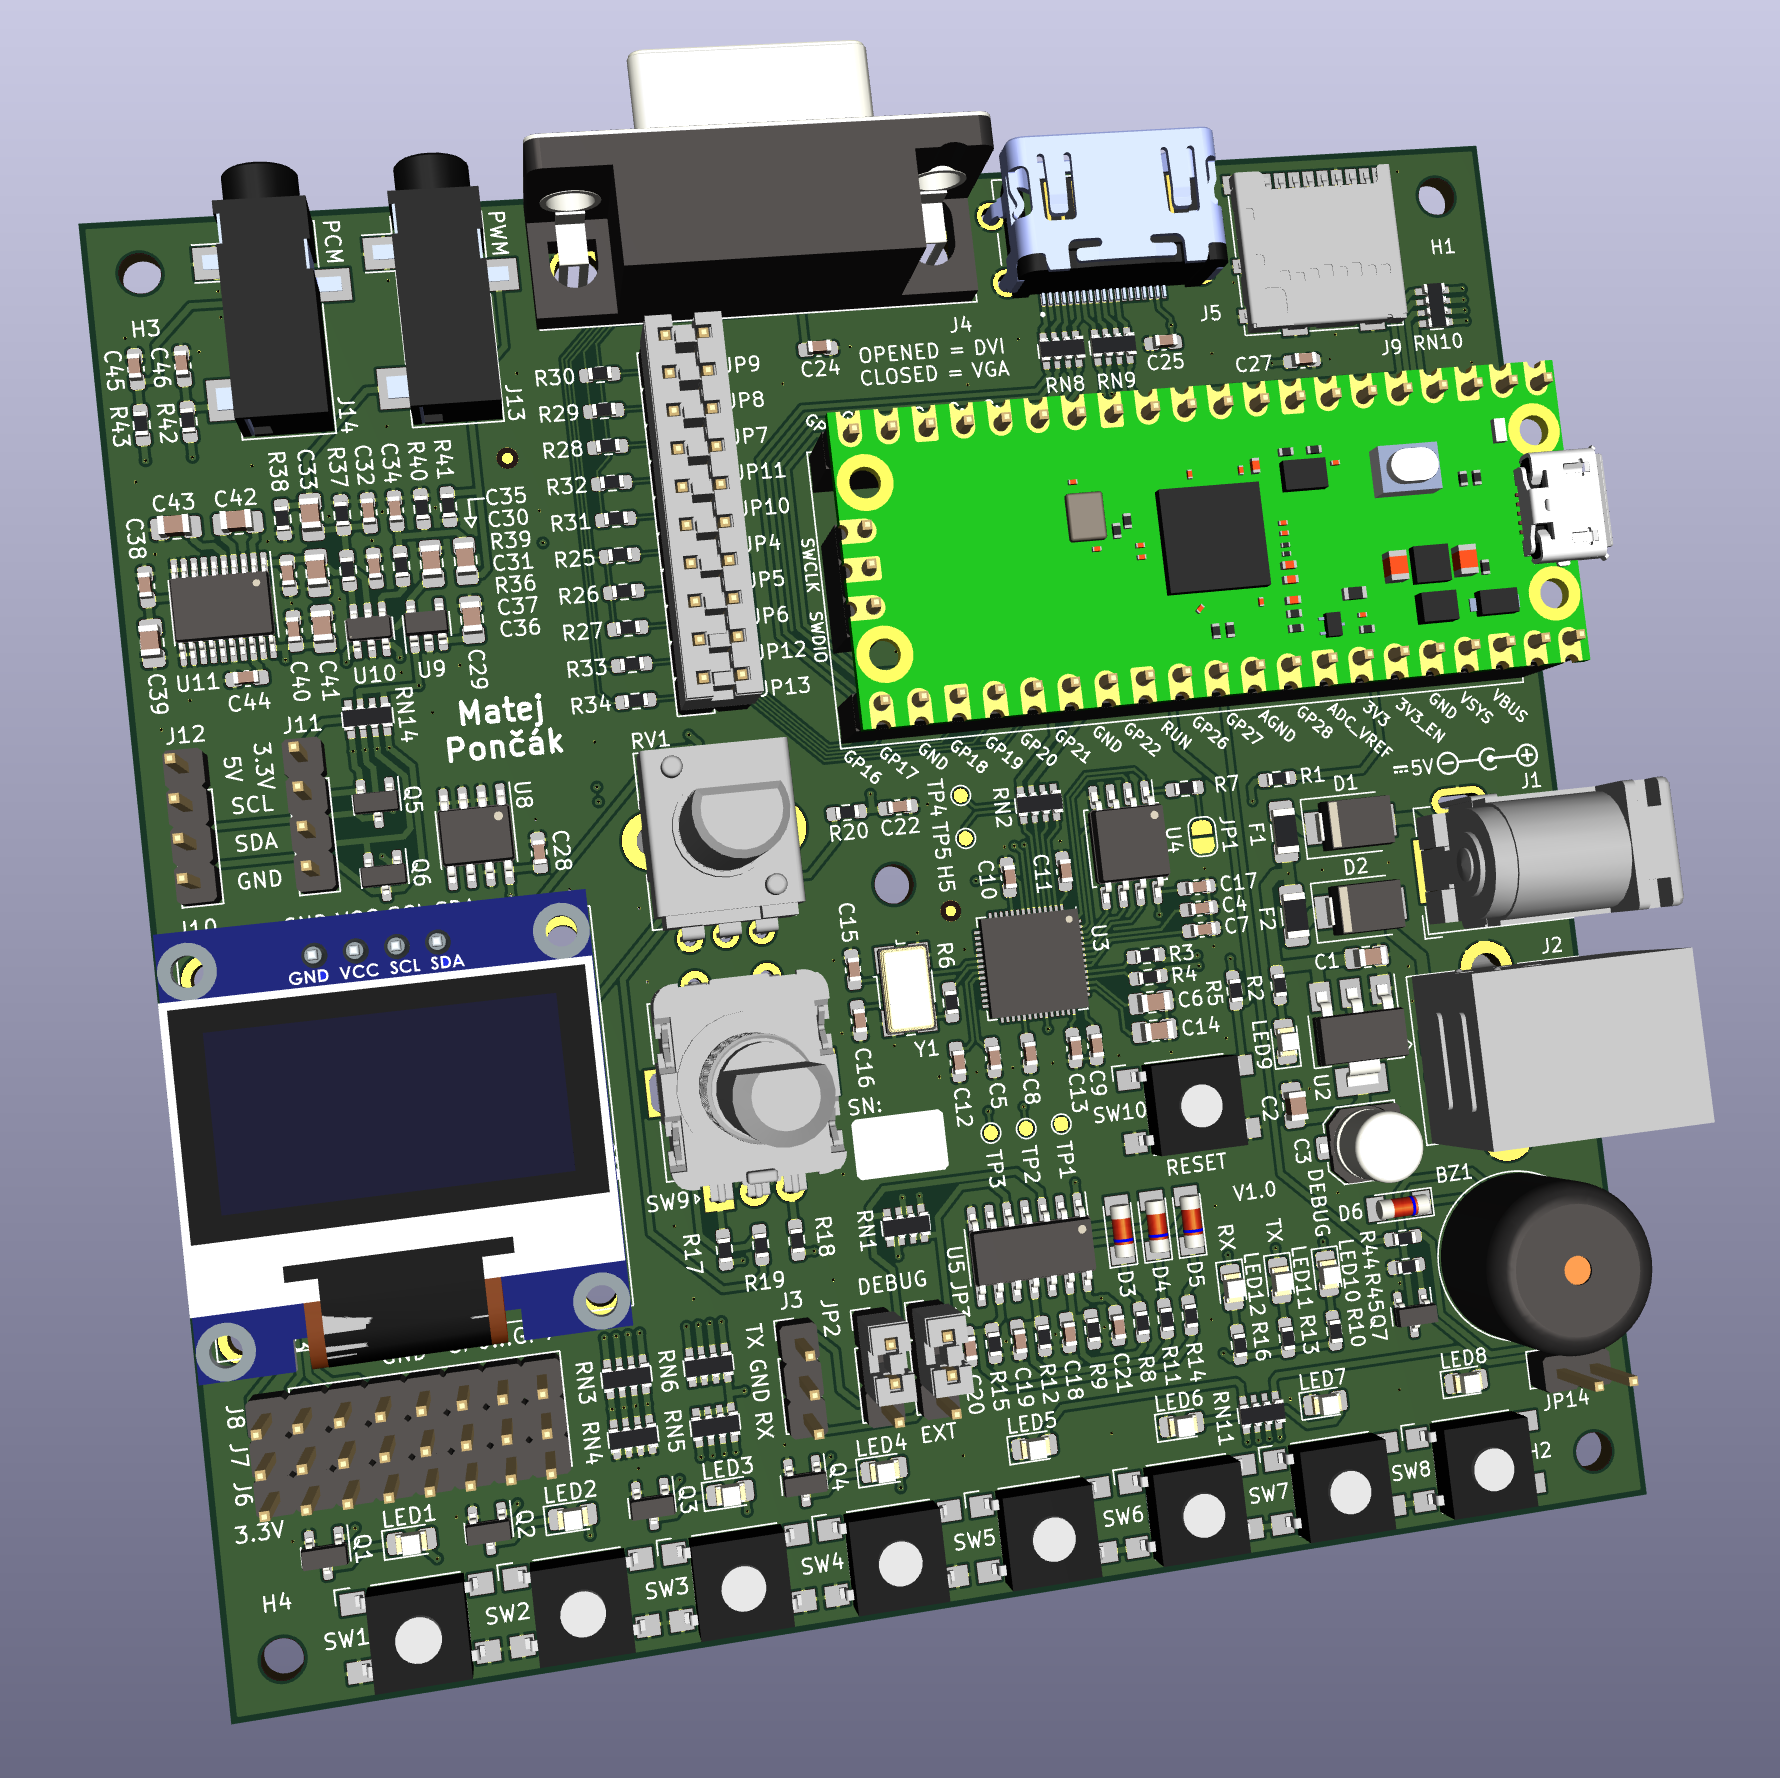 PCM
PWM
H3
H1
J4
J5
J9
RN10
OPENED = DVI
CLOSED = VGA
C24
C25
C27
RN8
RN9
C45
C46
R43
R42
J14
J13
R30
R29
R28
R32
R31
R25
R26
R27
R33
R34
JP9
JP8
JP7
JP11
JP10
JP4
JP5
JP6
JP12
JP13
R38
C33
R37
C32
C34
R40
R41
C35
C30
R39
C31
R36
C37
C36
C43
C42
C38
C39
U11
C44
C40
C41
U10
U9
C29
RN14
SWCLK
SWDIO
Matej
Pončák
GP16
GP17
GND
GP18
GP19
GP20
GP21
GND
GP22
RUN
GP26
GP27
AGND
GP28
ADC_VREF
3V3
3V3_EN
GND
VSYS
VBUS
J12
J11
5V
3.3V
SCL
SDA
GND
J10
Q5
Q6
U8
C28
RV1
R20
C22
TP4
TP5
H5
RN2
C10
C11
U4
R7
JP1
R1
F1
D1
5V
J1
F2
D2
C17
C4
C7
U3
R3
R4
C6
C14
R5
R2
C1
J2
LED9
U2
C2
C3
C15
R6
C16
Y1
C12
C5
C8
C13
C9
SW10
RESET
SN:
TP3
TP2
TP1
GND VCC SCL SDA
SW9
R17
R19
R18
RN1
U5
JP3
D3
D4
D5
V1.0
DEBUG
TX
RX
D6
BZ1
R44
R45
Q7
LED12
LED11
LED10
R16
R13
R10
DEBUG
J3
JP2
TX
GND
RX
EXT
C20
R15
C19
R12
C18
R9
C21
R8
R11
R14
RN3
RN6
RN4
RN5
J8
J7
J6
3.3V
LED1
LED2
LED3
LED4
LED5
LED6
LED7
LED8
RN11
JP14
Q1
Q2
Q3
Q4
H4
H2
SW1
SW2
SW3
SW4
SW5
SW6
SW7
SW8